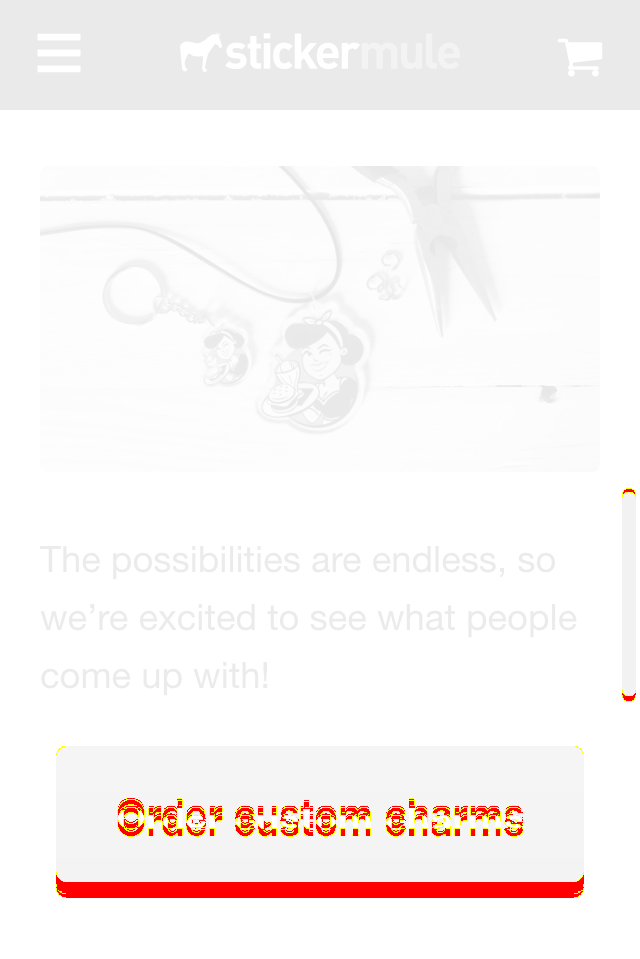 stickermule
The possibilities are endless, so
we’re excited to see what people
come up with!
Order custom charms